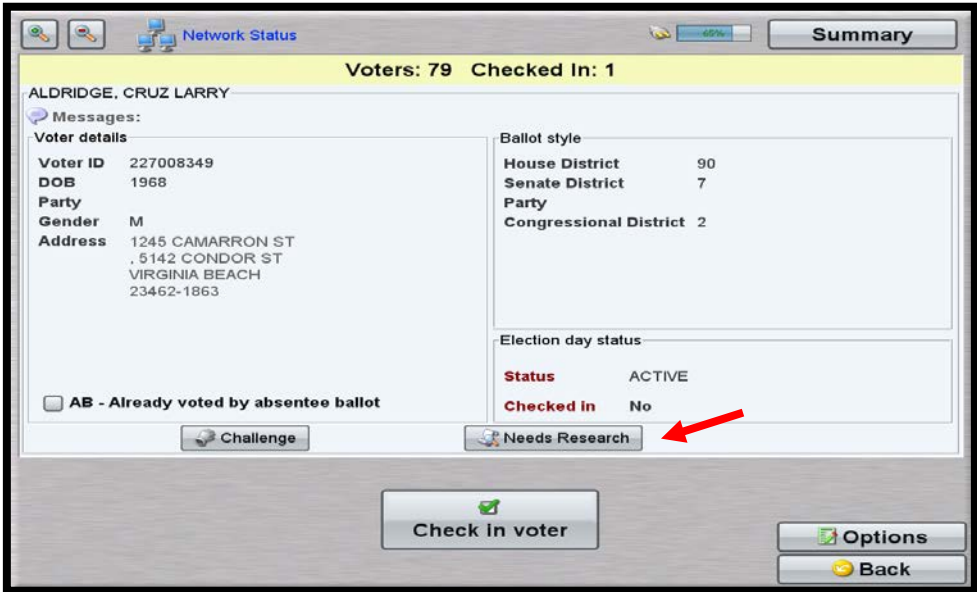 Network Status
65%
Summary
Voters: 79 Checked In: 1
ALDRIDGE, CRUZ LARRY
Messages:
Voter details
Voter ID 227008349
DOB 1968
Party
Gender M
Address 1245 CAMARRON ST
, 5142 CONDOR ST
VIRGINIA BEACH
23462-1863
AB - Already voted by absentee ballot
Ballot style
House District 90
Senate District 7
Party
Congressional District 2
Election day status
Status ACTIVE
Checked in No
Challenge
Needs Research
Check in voter
Options
Back